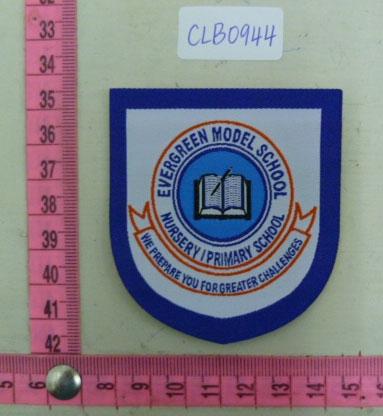 CLB0944
EVERGREEN MODEL SCHOOL
NURSERY / PRIMARY SCHOOL
WE PREPARE YOU FOR GREATER CHALLENGES
33
34
35
36
37
38
39
40
41
42
5 6 8 9 10 11 12 13 14 15